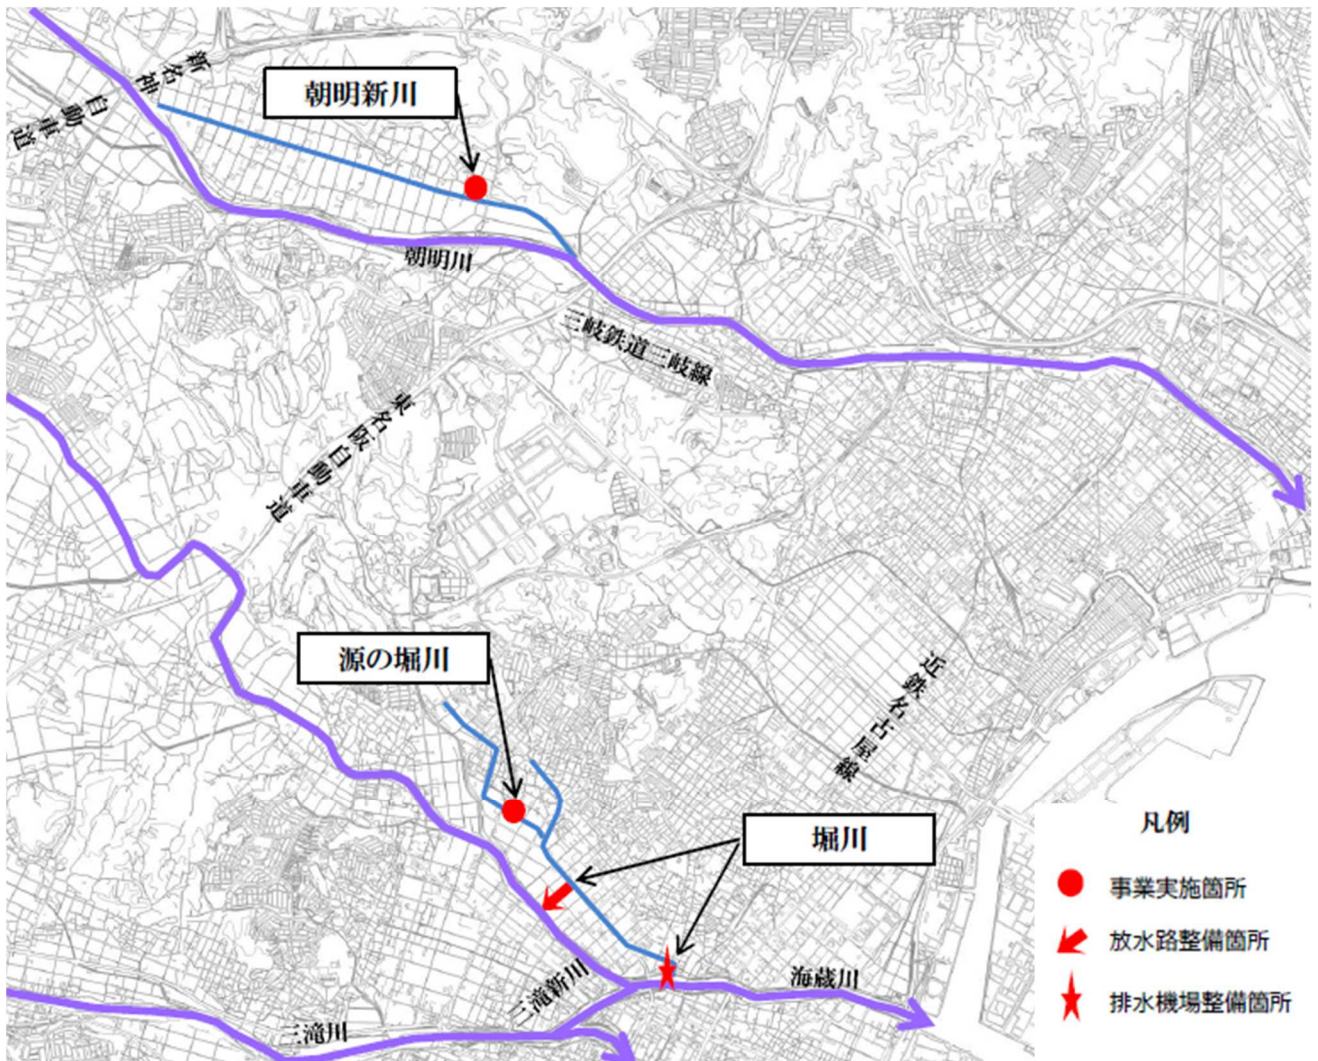 新名神
自動車道
朝明新川
朝明川
三岐鉄道三岐線
東名阪自動車道
源の堀川
近鉄名古屋線
堀川
凡例
事業実施箇所
放水路整備箇所
排水機場整備箇所
海蔵川
三滝新川
三滝川